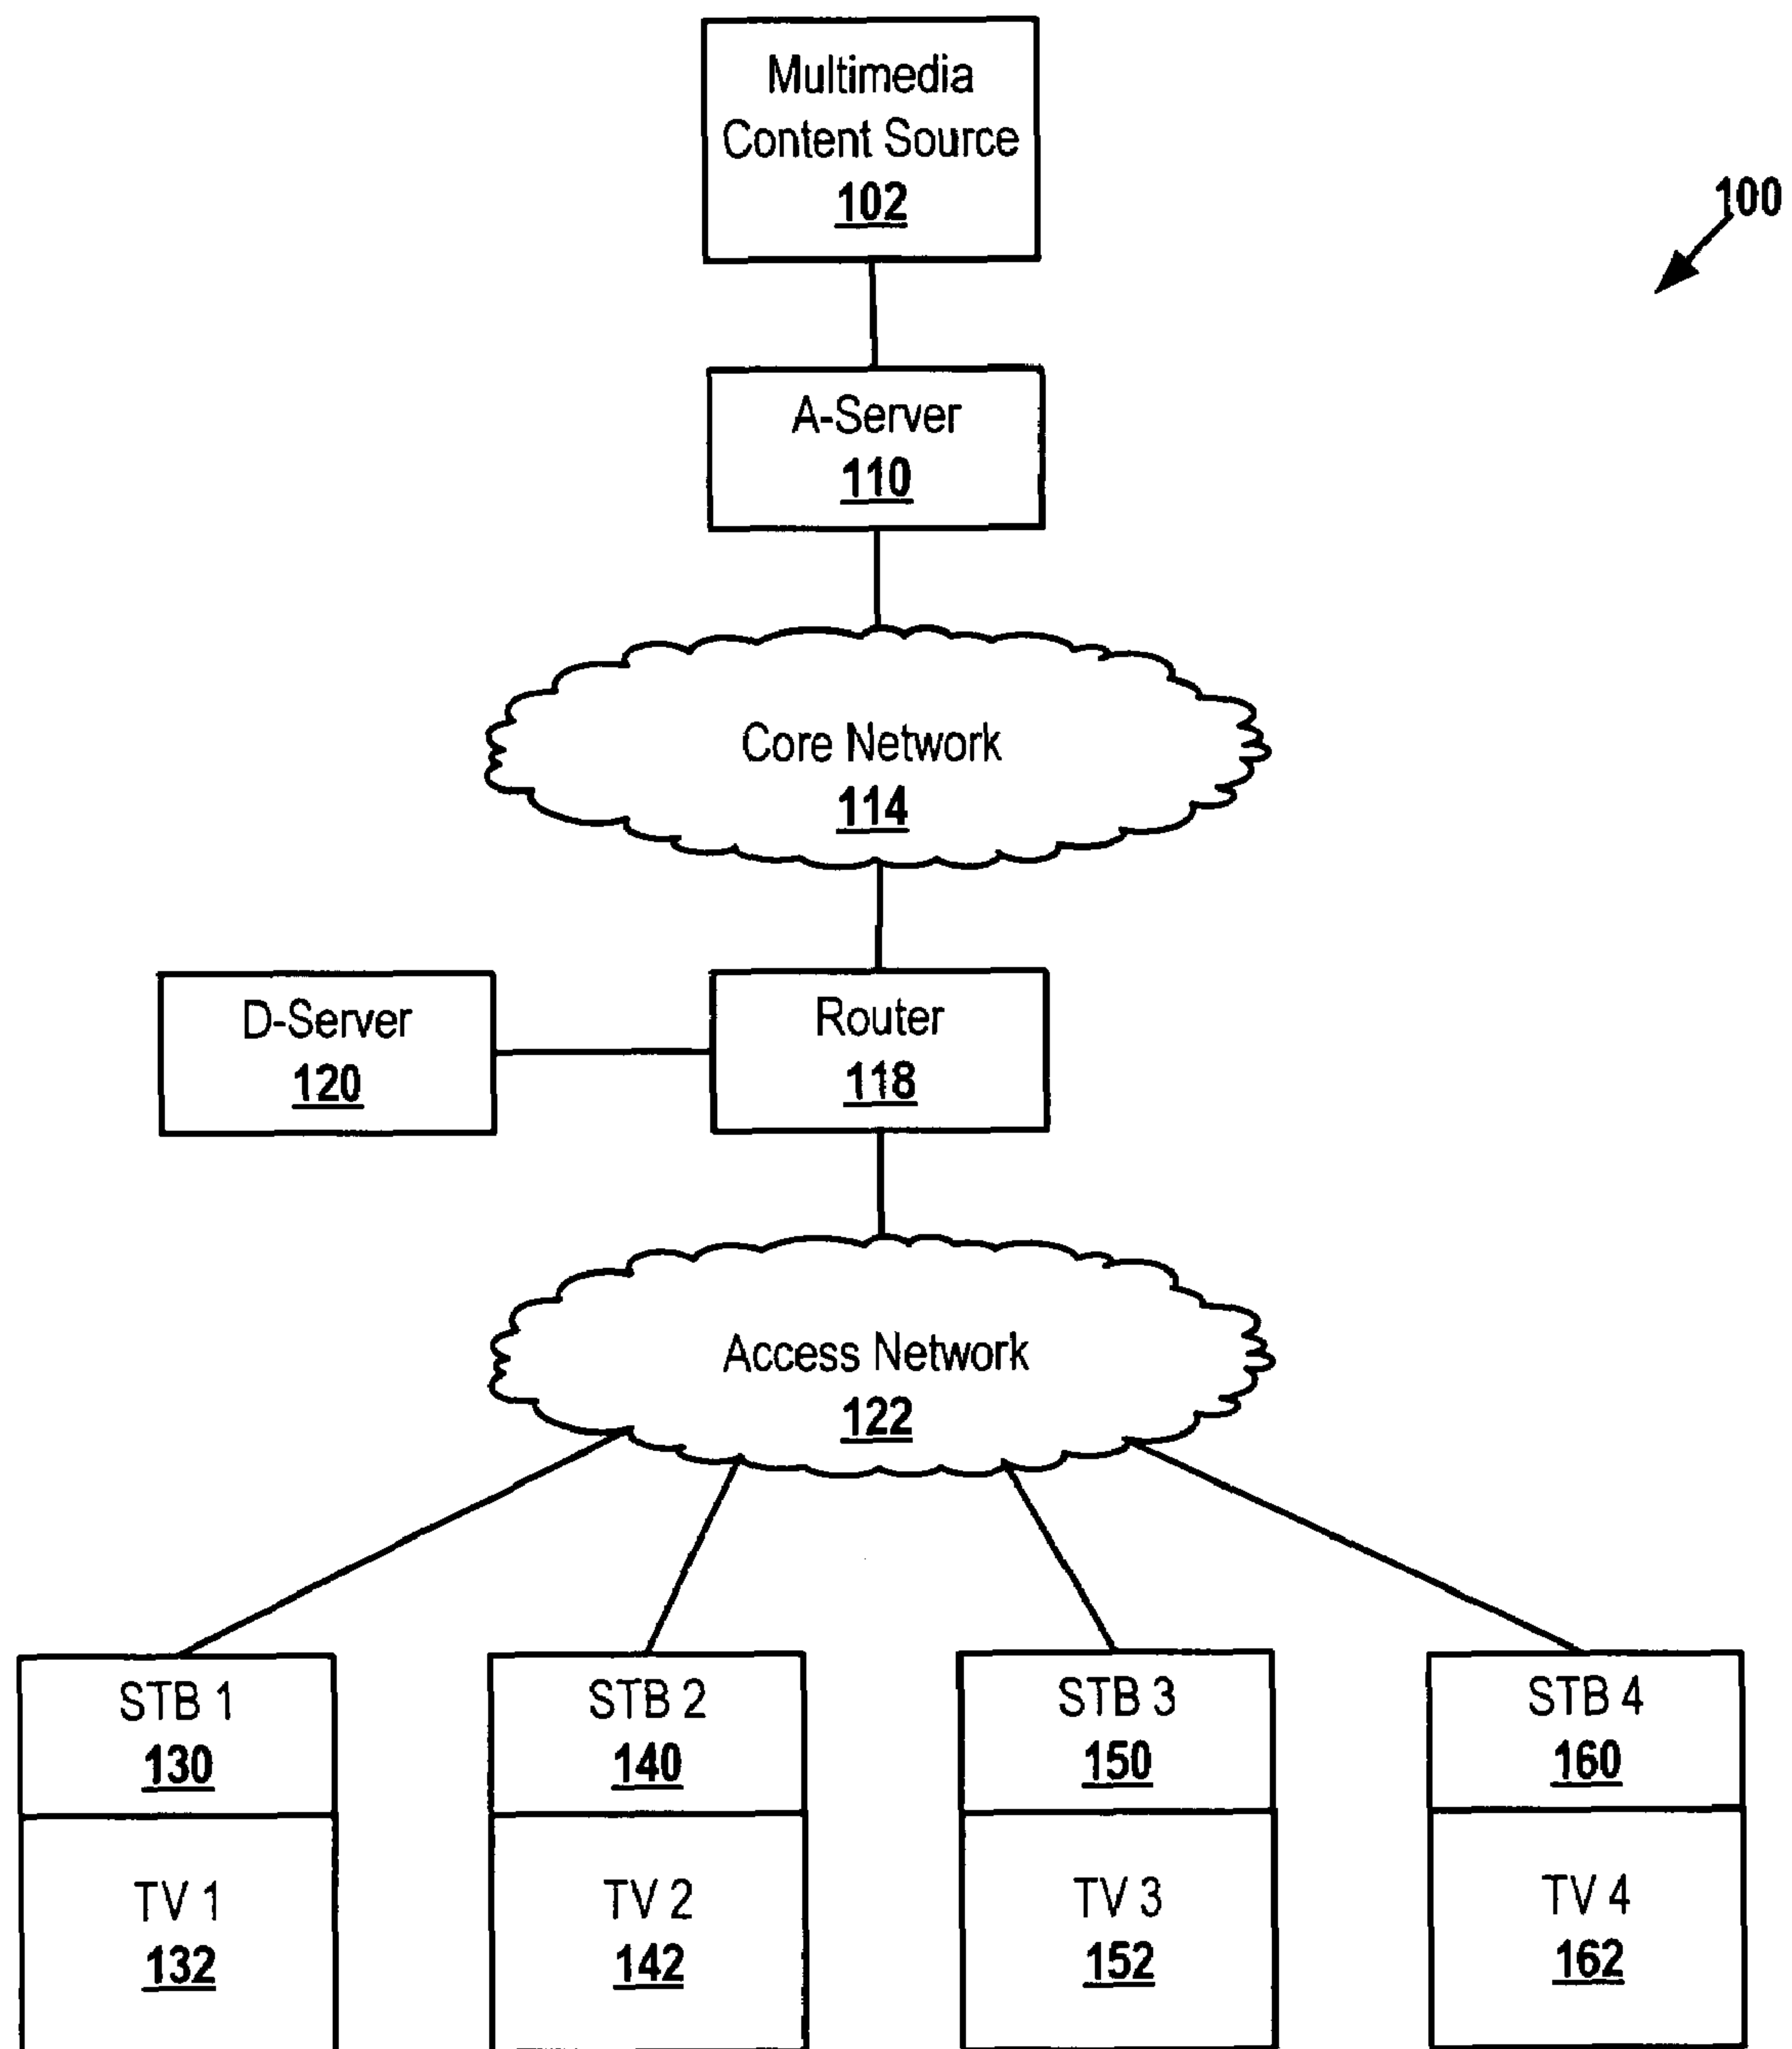 Multimedia
Content Source
102
100
A-Server
110
Core Network
114
D-Server
120
Router
118
Access Network
122
STB 1
130
STB 2
140
STB 3
150
STB 4
160
TV 1
132
TV 2
142
TV 3
152
TV 4
162